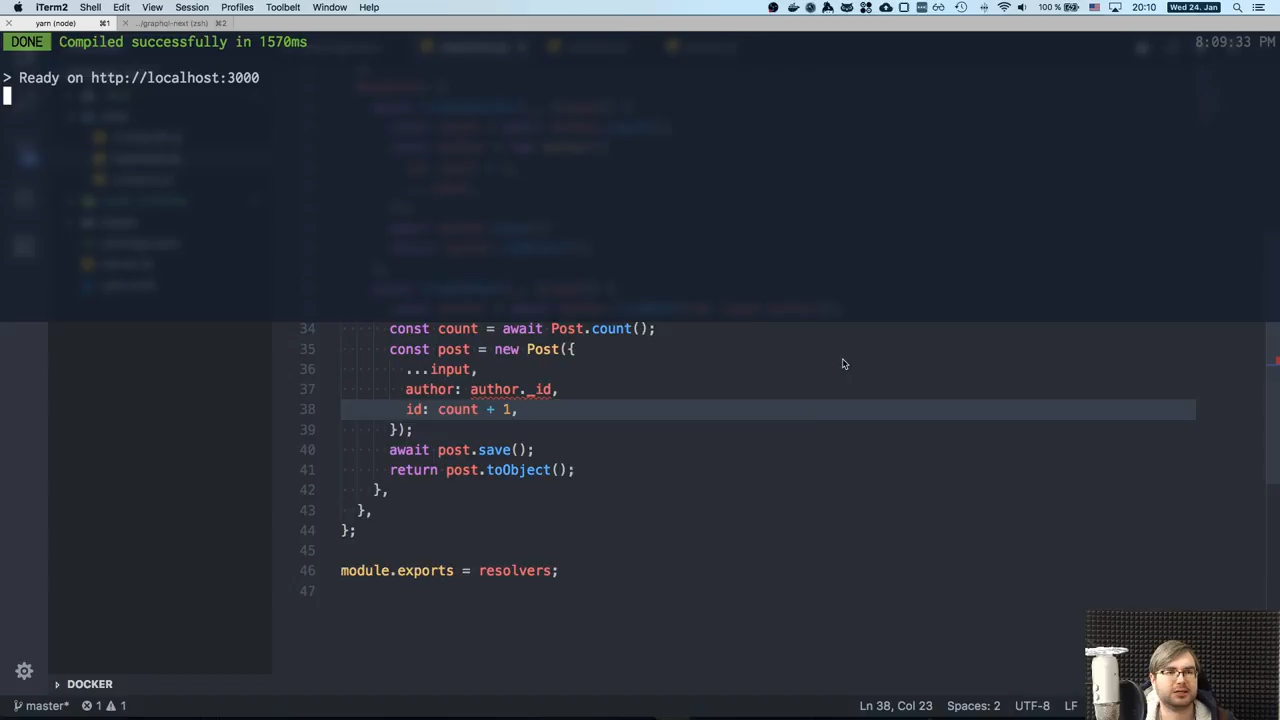 iTerm2 Shell Edit View Session Profiles Toolbelt Window Help 100 % 20:10 Wed 24. Jan
yarn (node) ⌘1 ../graphql-next (zsh) ⌘2
DONE Compiled successfully in 1570ms 8:09:33 PM
> Ready on http://localhost:3000
34 const count = await Post.count();
35 const post = new Post({
36 ...input,
37 author: author._id,
38 id: count + 1,
39 });
40 await post.save();
41 return post.toObject();
42 },
43 },
44 };
45
46 module.exports = resolvers;
47
DOCKER
master* 1 1 Ln 38, Col 23 Spaces: 2 UTF-8 LF